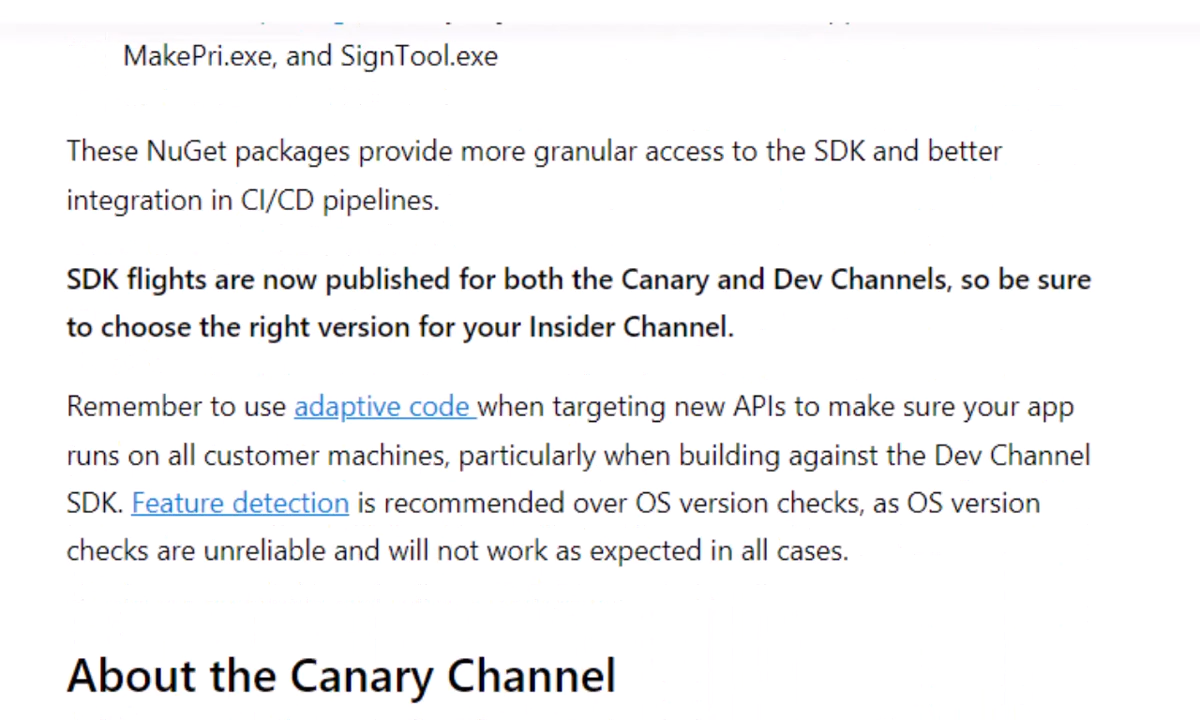 MakePri.exe, and SignTool.exe
These NuGet packages provide more granular access to the SDK and better
integration in CI/CD pipelines.
SDK flights are now published for both the Canary and Dev Channels, so be sure
to choose the right version for your Insider Channel.
Remember to use adaptive code when targeting new APIs to make sure your app
runs on all customer machines, particularly when building against the Dev Channel
SDK. Feature detection is recommended over OS version checks, as OS version
checks are unreliable and will not work as expected in all cases.
About the Canary Channel